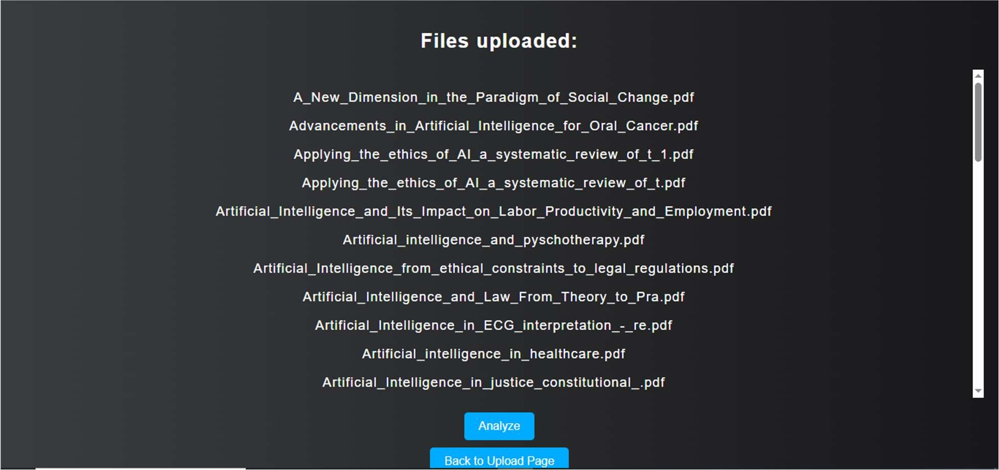 Files uploaded:
A_New_Dimension_in_the_Paradigm_of_Social_Change.pdf
Advancements_in_Artificial_Intelligence_for_Oral_Cancer.pdf
Applying_the_ethics_of_AI_a_systematic_review_of_t_1.pdf
Applying_the_ethics_of_AI_a_systematic_review_of_t.pdf
Artificial_Intelligence_and_Its_Impact_on_Labor_Productivity_and_Employment.pdf
Artificial_intelligence_and_pyschotherapy.pdf
Artificial_Intelligence_from_ethical_constraints_to_legal_regulations.pdf
Artificial_Intelligence_and_Law_From_Theory_to_Pra.pdf
Artificial_Intelligence_in_ECG_interpretation_-_re.pdf
Artificial_intelligence_in_healthcare.pdf
Artificial_Intelligence_in_justice_constitutional_.pdf
Analyze
Back to Upload Page